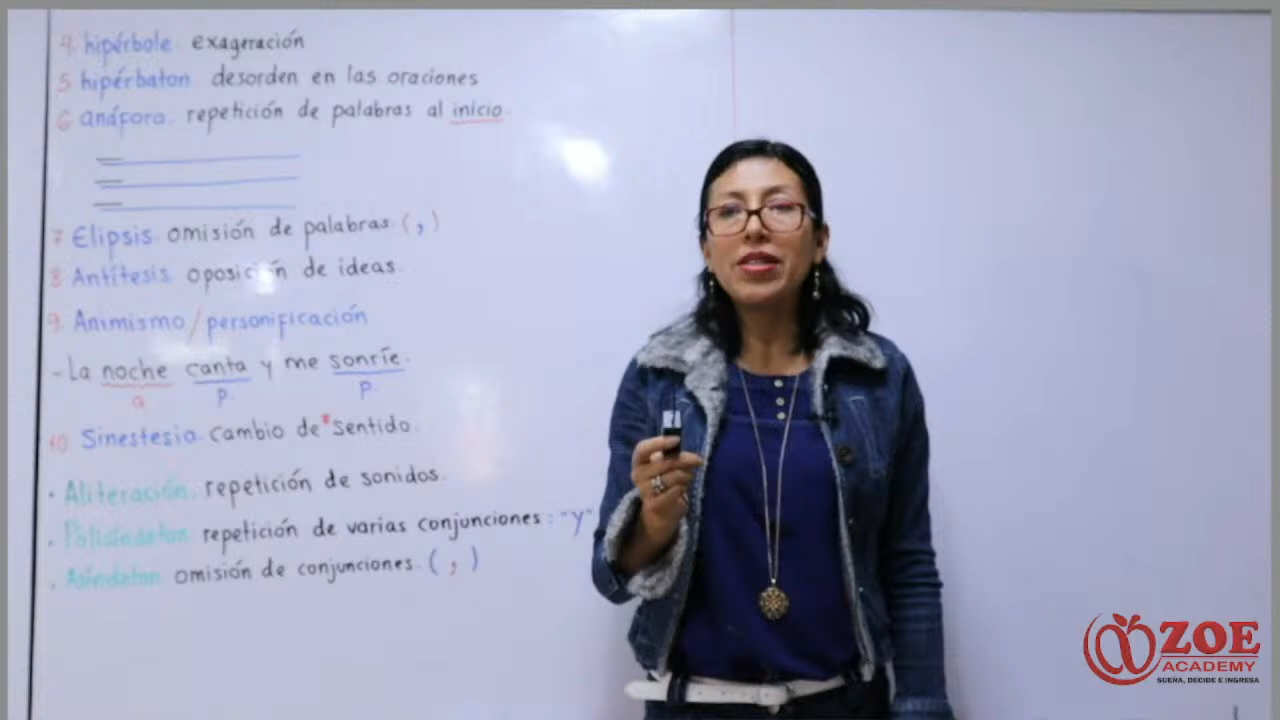 4. hipérbole. exageración
5 hipérbaton desorden en las oraciones
6 anáfora. repetición de palabras al inicio.
7 Elipsis. omisión de palabras. ( , )
8 Antítesis. oposición de ideas.
9. Animismo / personificación
- La noche canta y me sonríe.
a p. p.
10. Sinestesia. cambio de sentido.
• Aliteración. repetición de sonidos.
• Polisíndeton repetición de varias conjunciones: "y"
• Asíndeton omisión de conjunciones. ( , )
ZOE
ACADEMY
SUEÑA, DECIDE E INGRESA